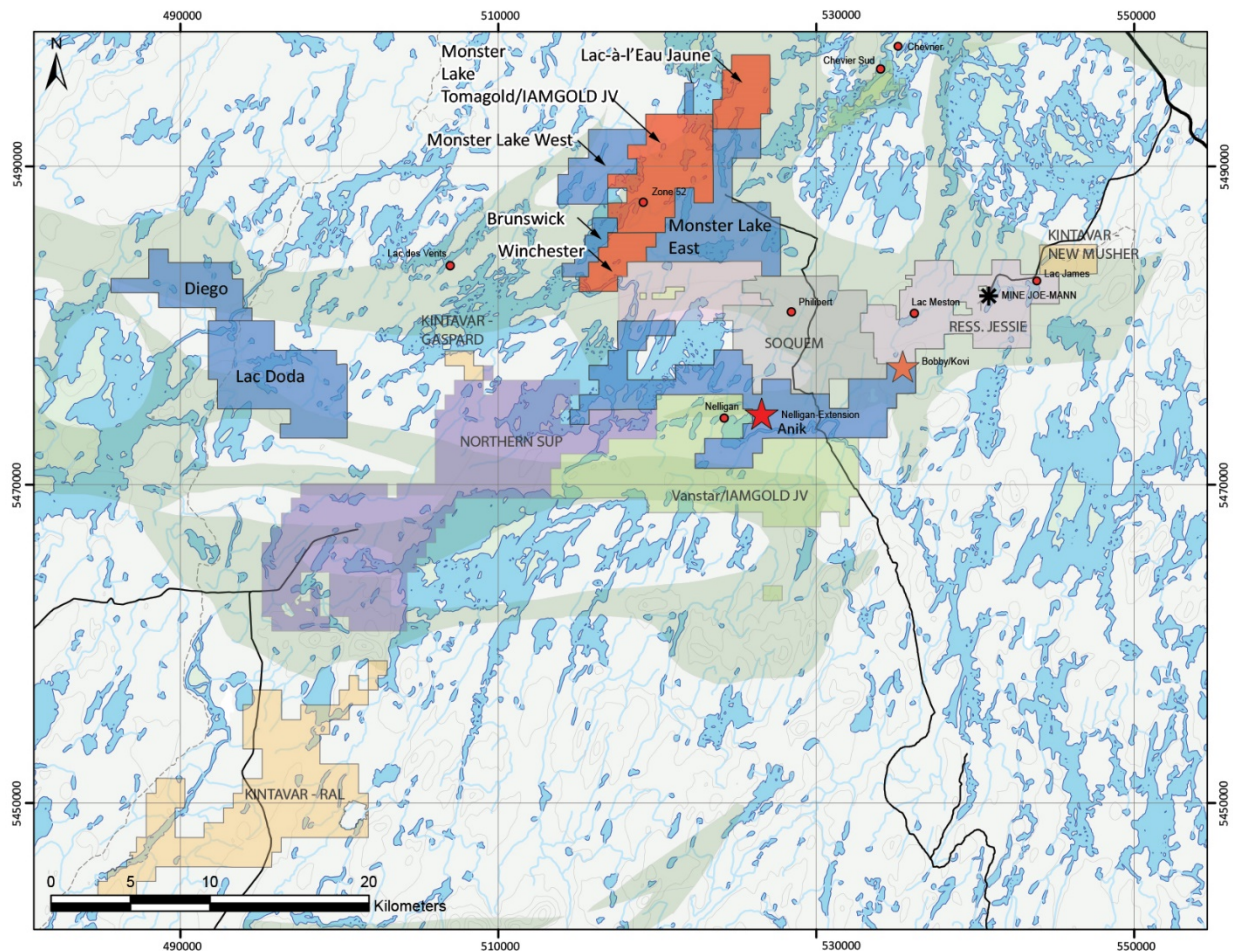 490000
510000
530000
550000
N
Monster
Lake
Tomagold/IAMGOLD JV
Lac-à-l'Eau Jaune
Chevrier
Chevier Sud
Monster Lake West
5490000
5490000
Zone 52
Brunswick
Monster Lake
East
Winchester
Lac des Vents
KINTAVAR -
NEW MUSHER
Lac James
Diego
MINE JOE-MANN
Philibert
Lac Meston
KINTAVAR -
GASPARD
RESS. JESSIE
SOQUEM
Bobby/Kovi
Lac Doda
Nelligan
Nelligan-Extension
Anik
NORTHERN SUP
5470000
5470000
Vanstar/IAMGOLD JV
KINTAVAR - RAL
5450000
5450000
0
5
10
20
Kilometers
490000
510000
530000
550000